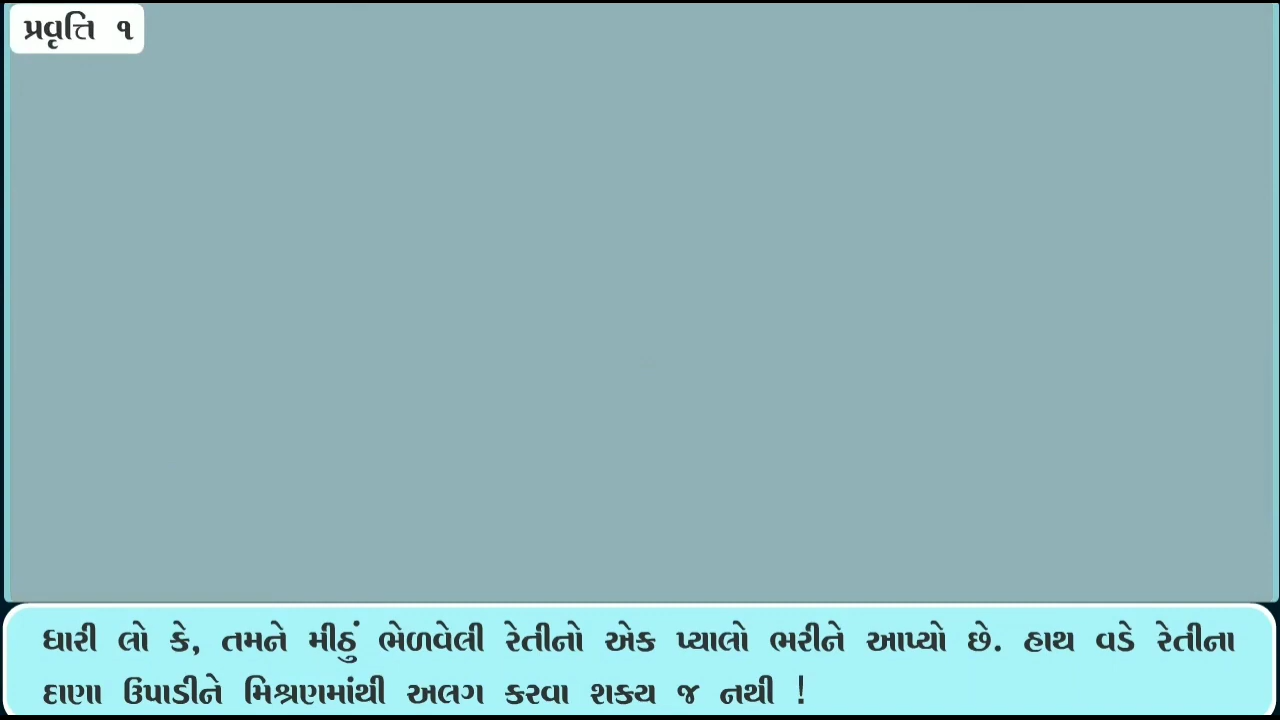 પ્રવૃત્તિ ૧
ધારી લો કે, તમને મીઠું ભેળવેલી રેતીનો એક પ્યાલો ભરીને આપ્યો છે. હાથ વડે રેતીના
દાણા ઉપાડીને મિશ્રણમાંથી અલગ કરવા શક્ય જ નથી !